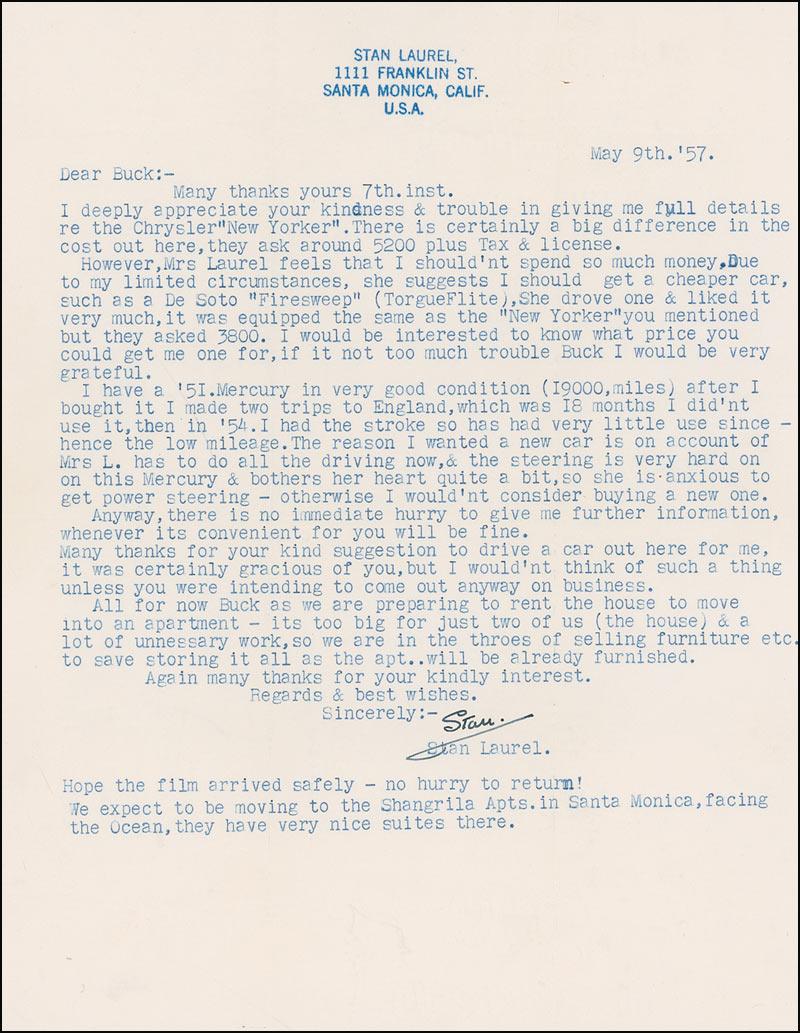 STAN LAUREL,
1111 FRANKLIN ST.
SANTA MONICA, CALIF.
U.S.A.
May 9th.'57.
Dear Buck:-
Many thanks yours 7th.inst.
I deeply appreciate your kindness & trouble in giving me full details
re the Chrysler"New Yorker".There is certainly a big difference in the
cost out here,they ask around 5200 plus Tax & license.
However,Mrs Laurel feels that I should'nt spend so much money,Due
to my limited circumstances, she suggests I should get a cheaper car,
such as a De Soto "Firesweep" (TorgueFlite),She drove one & liked it
very much,it was equipped the same as the "New Yorker"you mentioned
but they asked 3800. I would be interested to know what price you
could get me one for,if it not too much trouble Buck I would be very
grateful.
I have a '5I.Mercury in very good condition (I9000,miles) after I
bought it I made two trips to England,which was I8 months I did'nt
use it,then in '54.I had the stroke so has had very little use since -
hence the low mileage.The reason I wanted a new car is on account of
Mrs L. has to do all the driving now,& the steering is very hard on
on this Mercury & bothers her heart quite a bit,so she is anxious to
get power steering - otherwise I would'nt consider buying a new one.
Anyway,there is no immediate hurry to give me further information,
whenever its convenient for you will be fine.
Many thanks for your kind suggestion to drive a car out here for me,
it was certainly gracious of you,but I would'nt think of such a thing
unless you were intending to come out anyway on business.
All for now Buck as we are preparing to rent the house to move
into an apartment - its too big for just two of us (the house) & a
lot of unnessary work,so we are in the throes of selling furniture etc.
to save storing it all as the apt..will be already furnished.
Again many thanks for your kindly interest.
Regards & best wishes.
Sincerely:-
Stan.
Stan Laurel.
Hope the film arrived safely - no hurry to return!
We expect to be moving to the Shangrila Apts.in Santa Monica,facing
the Ocean,they have very nice suites there.